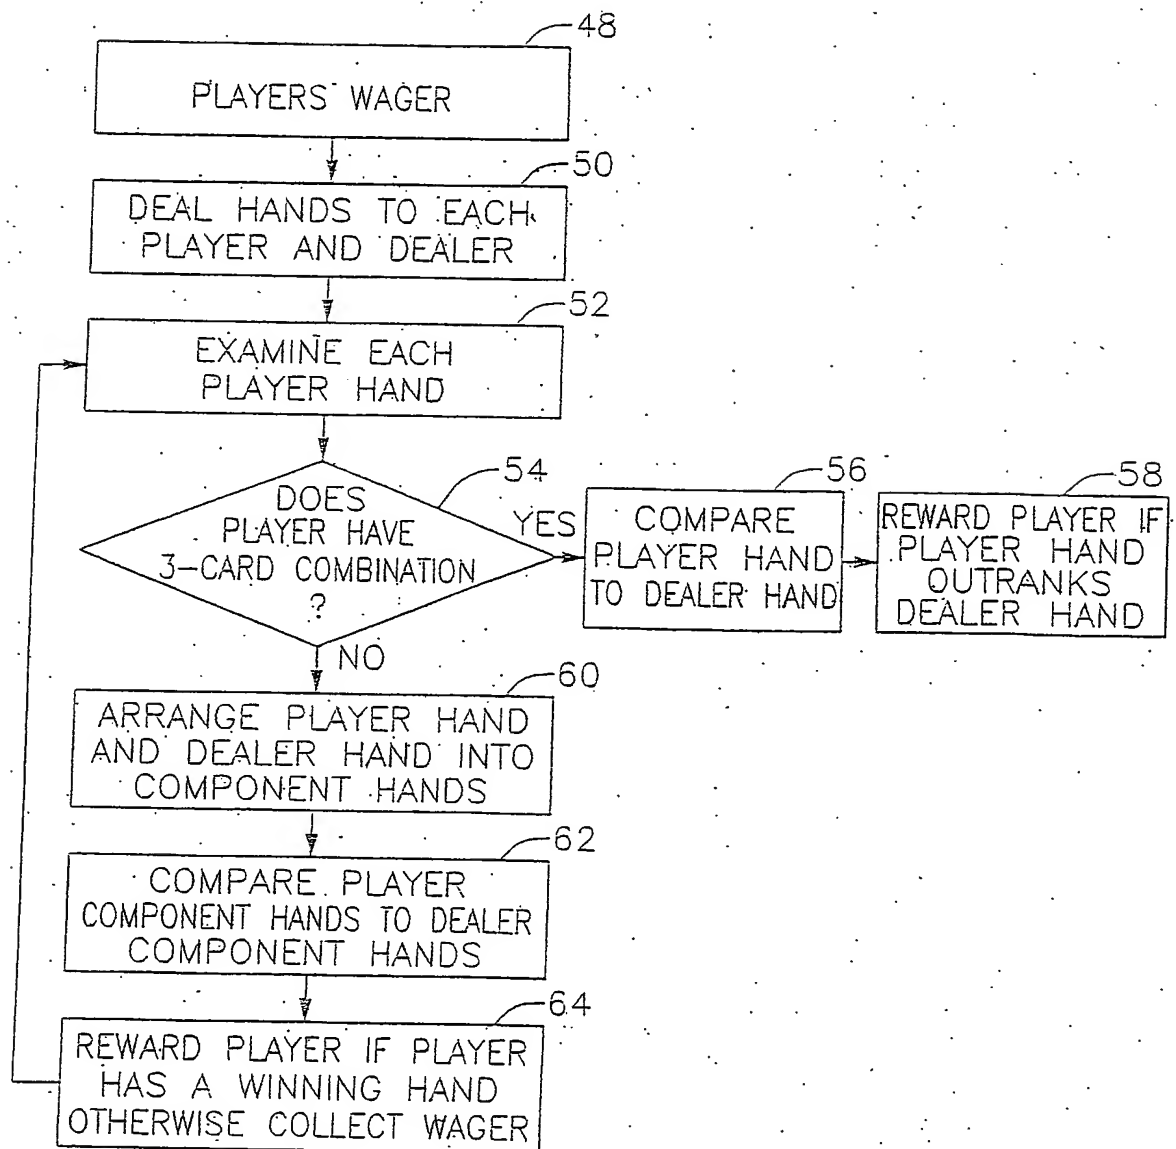 48
PLAYERS WAGER
50
DEAL HANDS TO EACH
PLAYER AND DEALER
52
EXAMINE EACH
PLAYER HAND
54
DOES
PLAYER HAVE
3-CARD COMBINATION
?
YES
56
COMPARE
PLAYER HAND
TO DEALER HAND
58
REWARD PLAYER IF
PLAYER HAND
OUTRANKS
DEALER HAND
NO
60
ARRANGE PLAYER HAND
AND DEALER HAND INTO
COMPONENT HANDS
62
COMPARE PLAYER
COMPONENT HANDS TO DEALER
COMPONENT HANDS
64
REWARD PLAYER IF PLAYER
HAS A WINNING HAND
OTHERWISE COLLECT WAGER